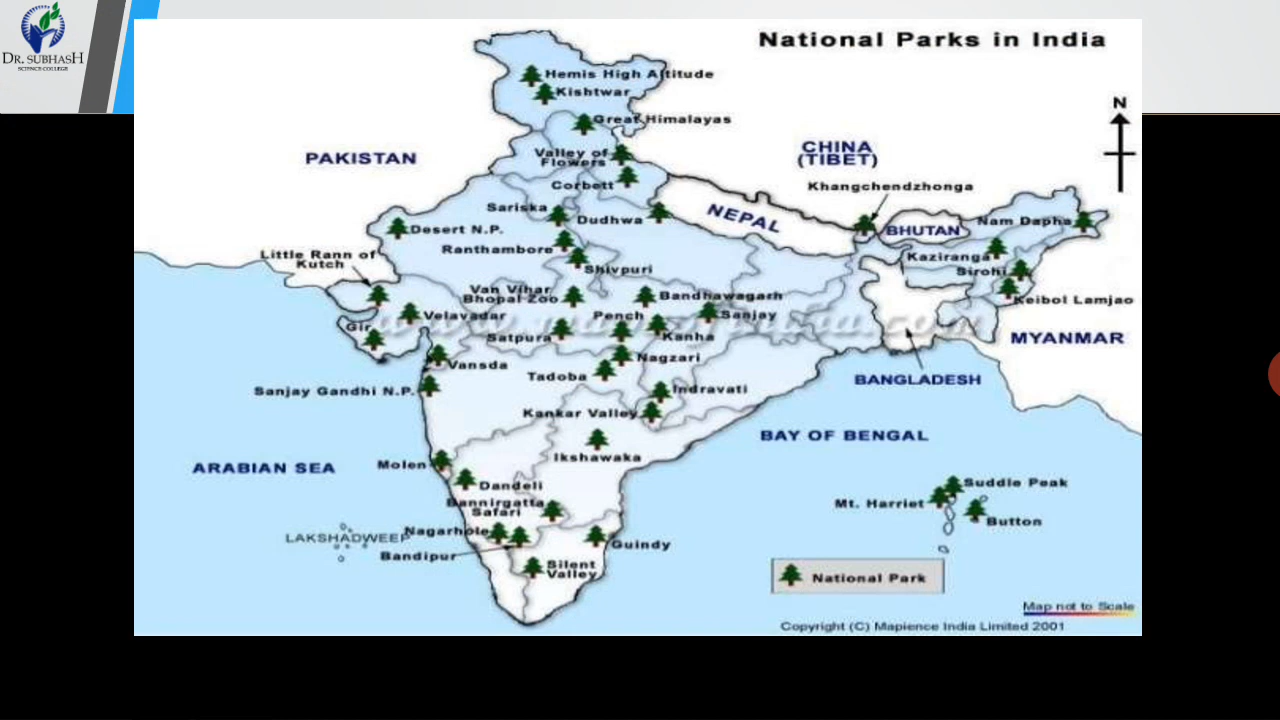 DR. SUBHASH
SCIENCE COLLEGE
National Parks in India
Hemis High Altitude
Kishtwar
Great Himalayas
N
PAKISTAN
CHINA
(TIBET)
Valley of
Flowers
Corbett
Khangchendzhonga
Sariska
Dudhwa
NEPAL
BHUTAN
Nam Dapha
Desert N.P.
Ranthambore
Shivpuri
Kaziranga
Sirohi
Little Rann of
Kutch
Van Vihar
Bhopal Zoo
Bandhawagarh
Keibol Lamjao
Velavadar
Pench
Sanjay
Gir
Satpura
Kanha
MYANMAR
Vansda
Nagzari
Tadoba
BANGLADESH
Sanjay Gandhi N.P.
Indravati
Kankar Valley
BAY OF BENGAL
Ikshawaka
ARABIAN SEA
Molen
Dandeli
Suddle Peak
Bannirgatta
Safari
Mt. Harriet
Button
LAKSHADWEEP
Nagarhole
Guindy
Bandipur
Silent
Valley
National Park
Map not to Scale
Copyright (C) Mapience India Limited 2001